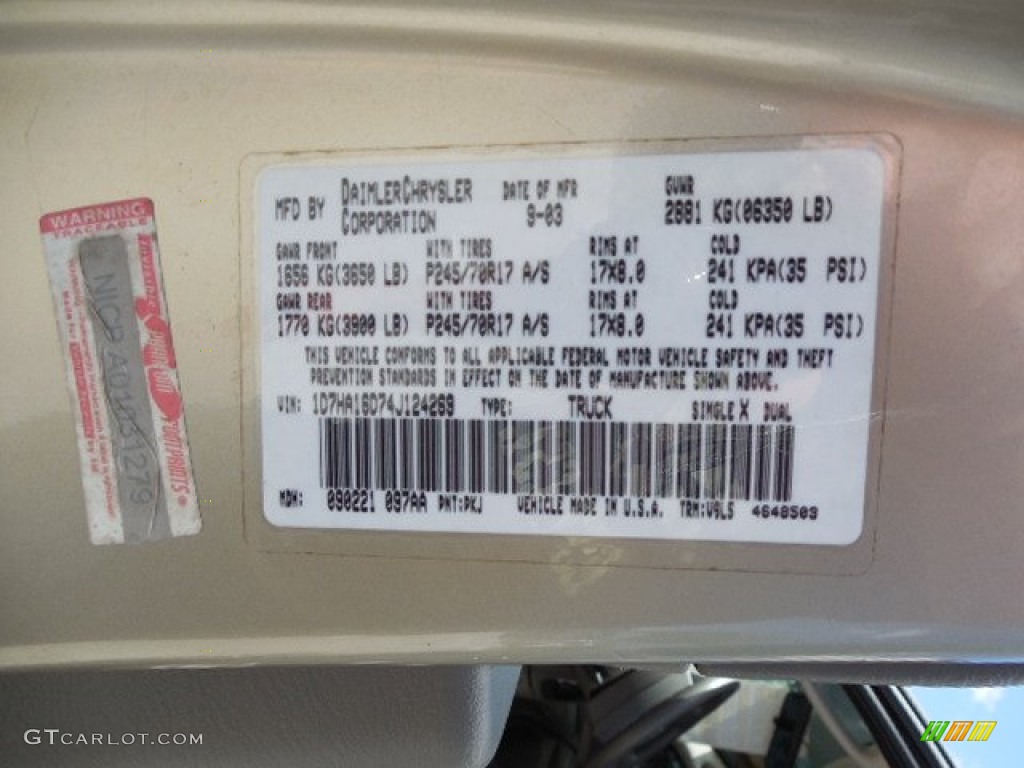 WARNING
TRACEABLE
NICB A01051279
MFD BY DAIMLERCHRYSLER CORPORATION DATE OF MFR 9-03 GVWR 2881 KG(06350 LB)
GAWR FRONT WITH TIRES RIMS AT COLD
1656 KG(3650 LB) P245/70R17 A/S 17X8.0 241 KPA(35 PSI)
GAWR REAR WITH TIRES RIMS AT COLD
1770 KG(3900 LB) P245/70R17 A/S 17X8.0 241 KPA(35 PSI)
THIS VEHICLE CONFORMS TO ALL APPLICABLE FEDERAL MOTOR VEHICLE SAFETY AND THEFT
PREVENTION STANDARDS IN EFFECT ON THE DATE OF MANUFACTURE SHOWN ABOVE.
VIN: 1D7HA16D74J124269 TYPE: TRUCK SINGLE X DUAL
MDH: 090221 097AA PNT:PKJ VEHICLE MADE IN U.S.A. TRM:V9L5 4648503
GTCARLOT.COM